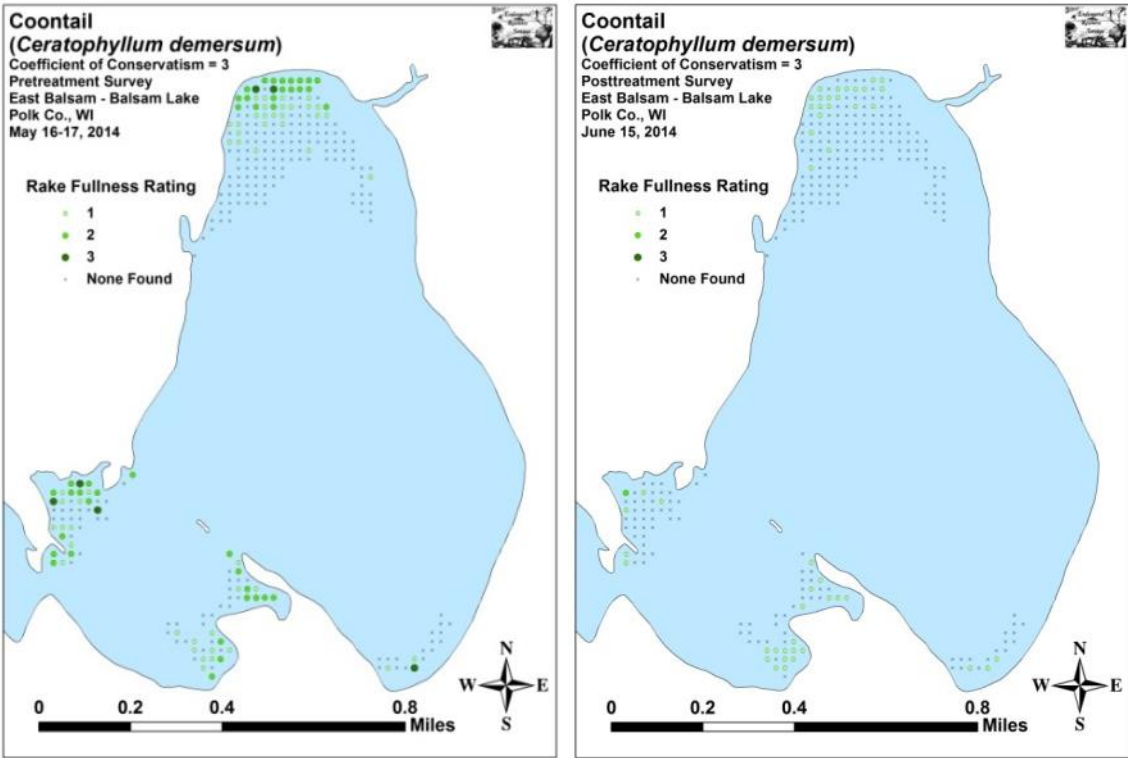 Coontail
(Ceratophyllum demersum)
Coefficient of Conservatism = 3
Pretreatment Survey
East Balsam - Balsam Lake
Polk Co., WI
May 16-17, 2014
Rake Fullness Rating
1
2
3
None Found
N
W E
S
0 0.2 0.4 0.8
Miles
Coontail
(Ceratophyllum demersum)
Coefficient of Conservatism = 3
Posttreatment Survey
East Balsam - Balsam Lake
Polk Co., WI
June 15, 2014
Rake Fullness Rating
1
2
3
None Found
N
W E
S
0 0.2 0.4 0.8
Miles